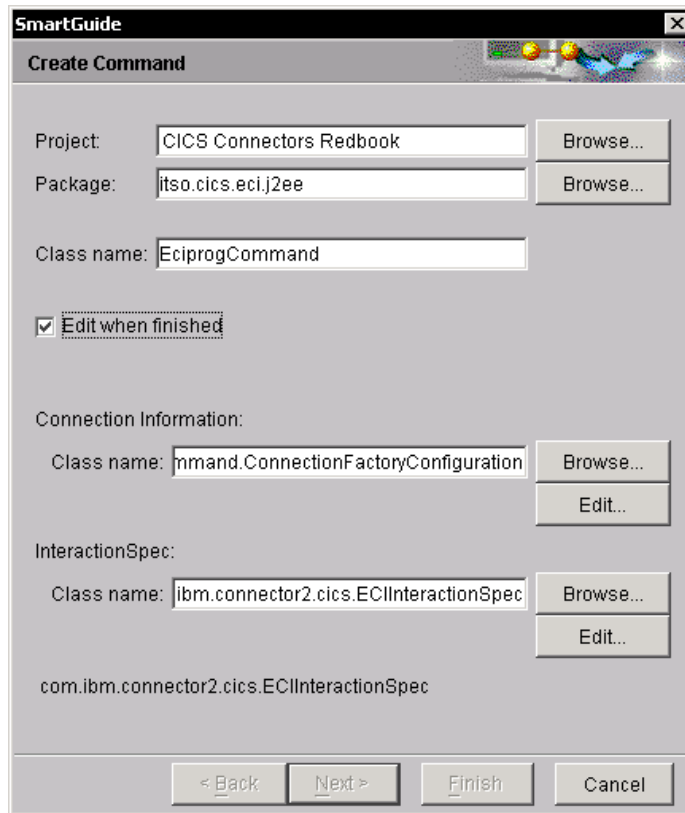 SmartGuide
Create Command
Project: CICS Connectors Redbook Browse...
Package: itso.cics.eci.j2ee Browse...
Class name: EciprogCommand
Edit when finished
Connection Information:
Class name: mmand.ConnectionFactoryConfiguration Browse...
Edit...
InteractionSpec:
Class name: ibm.connector2.cics.ECIInteractionSpec Browse...
Edit...
com.ibm.connector2.cics.ECIInteractionSpec
< Back Next > Finish Cancel